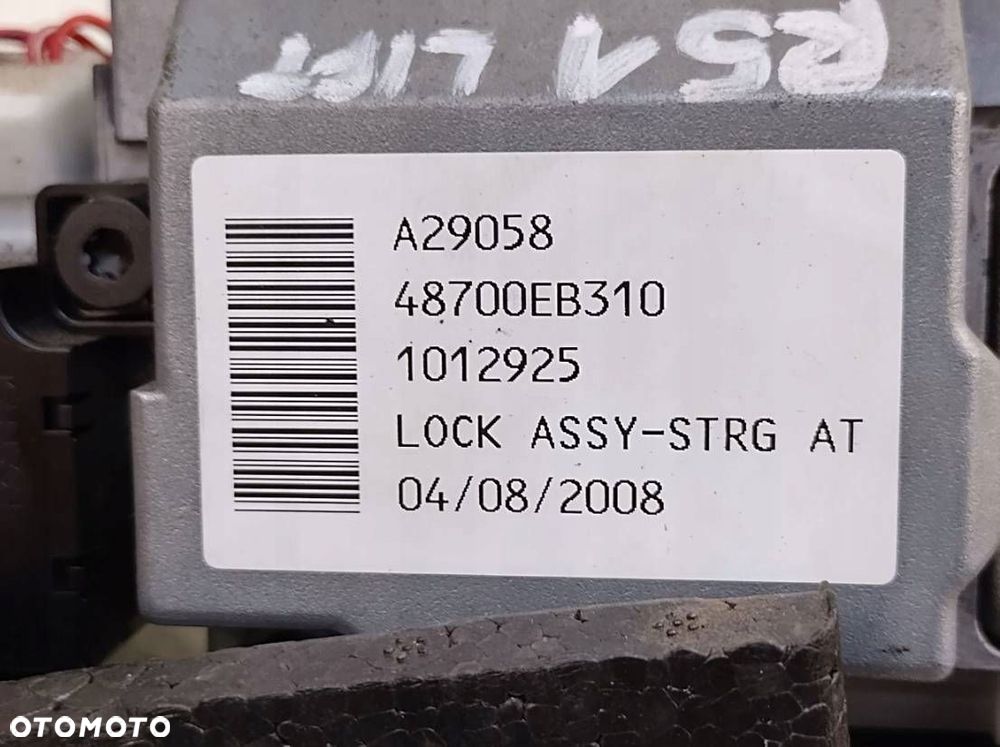 R51 LIFT
A29058
48700EB310
1012925
LOCK ASSY-STRG AT
04/08/2008
OTOMOTO